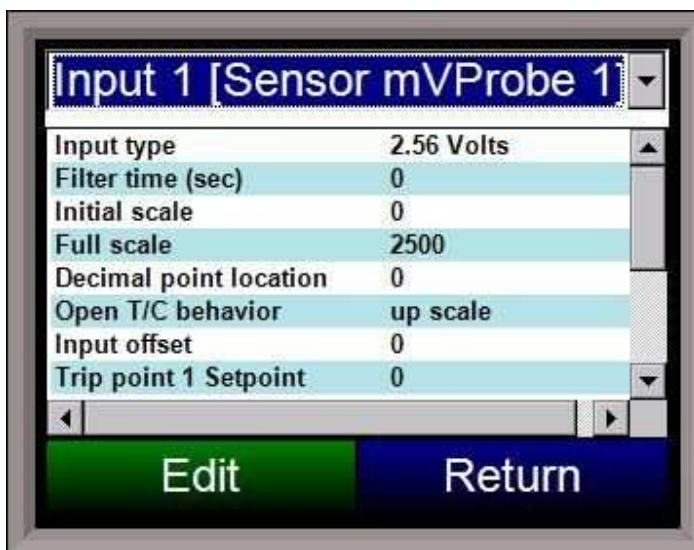 Input 1 [Sensor mVProbe 1]
Input type 2.56 Volts
Filter time (sec) 0
Initial scale 0
Full scale 2500
Decimal point location 0
Open T/C behavior up scale
Input offset 0
Trip point 1 Setpoint 0
Edit Return